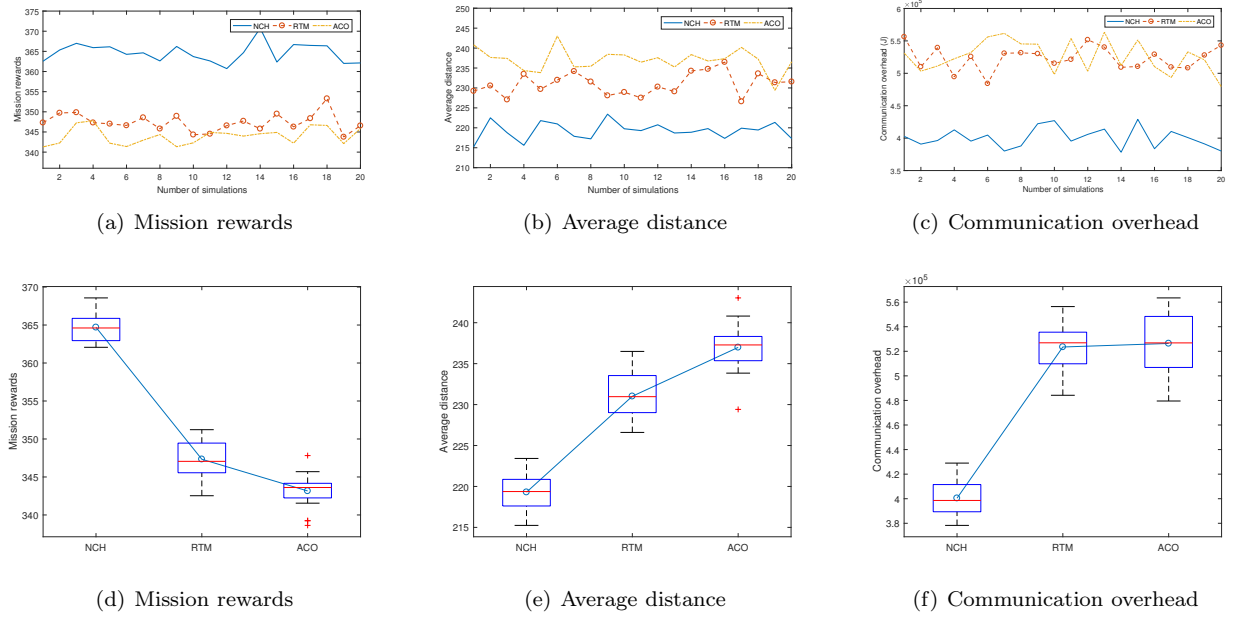 375
370
365
360
355
350
345
340
Mission rewards
NCH RTM ACO
2 4 6 8 10 12 14 16 18 20
Number of simulations
(a) Mission rewards
250
245
240
235
230
225
220
215
210
Average distance
NCH RTM ACO
2 4 6 8 10 12 14 16 18 20
Number of simulations
(b) Average distance
×10⁵
6
5.5
5
4.5
4
3.5
Communication overhead (J)
NCH RTM ACO
2 4 6 8 10 12 14 16 18 20
Number of simulations
(c) Communication overhead
370
365
360
355
350
345
340
Mission rewards
NCH RTM ACO
(d) Mission rewards
240
235
230
225
220
215
Average distance
NCH RTM ACO
(e) Average distance
×10⁵
5.6
5.4
5.2
5
4.8
4.6
4.4
4.2
4
3.8
Communication overhead
NCH RTM ACO
(f) Communication overhead